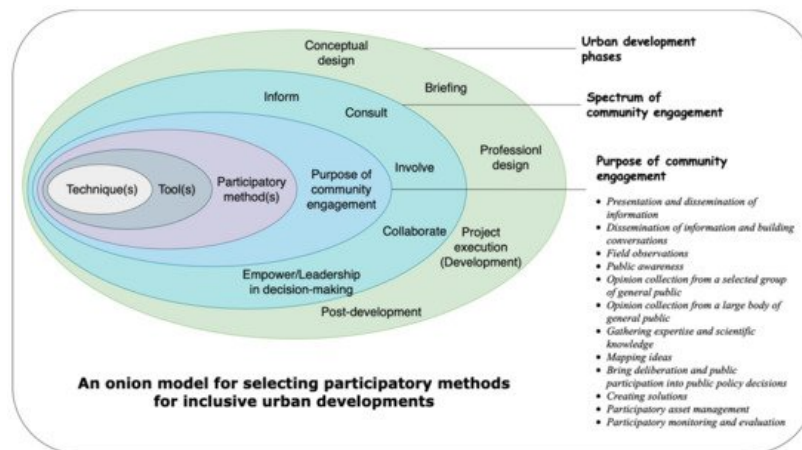 Conceptual
design
Briefing
Professionl
design
Project
execution
(Development)
Post-development
Inform
Consult
Involve
Collaborate
Empower/Leadership
in decision-making
Purpose of
community
engagement
Participatory
method(s)
Tool(s)
Technique(s)
Urban development
phases
Spectrum of
community engagement
Purpose of community
engagement
• Presentation and dissemination of
information
• Dissemination of information and building
conversations
• Field observations
• Public awareness
• Opinion collection from a selected group
of general public
• Opinion collection from a large body of
general public
• Gathering expertise and scientific
knowledge
• Mapping ideas
• Bring deliberation and public
participation into public policy decisions
• Creating solutions
• Participatory asset management
• Participatory monitoring and evaluation
An onion model for selecting participatory methods
for inclusive urban developments